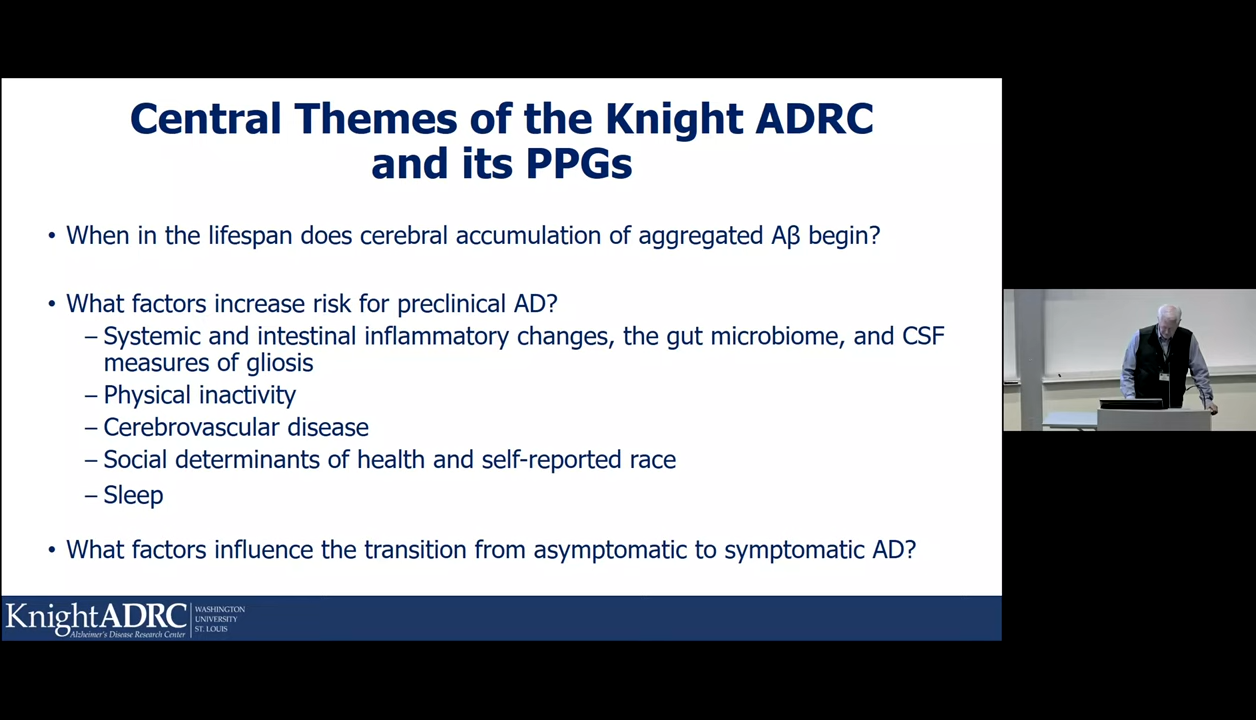 Central Themes of the Knight ADRC
and its PPGs
• When in the lifespan does cerebral accumulation of aggregated Aβ begin?
• What factors increase risk for preclinical AD?
– Systemic and intestinal inflammatory changes, the gut microbiome, and CSF
measures of gliosis
– Physical inactivity
– Cerebrovascular disease
– Social determinants of health and self-reported race
– Sleep
• What factors influence the transition from asymptomatic to symptomatic AD?
KnightADRC
Alzheimer's Disease Research Center
WASHINGTON
UNIVERSITY
ST. LOUIS